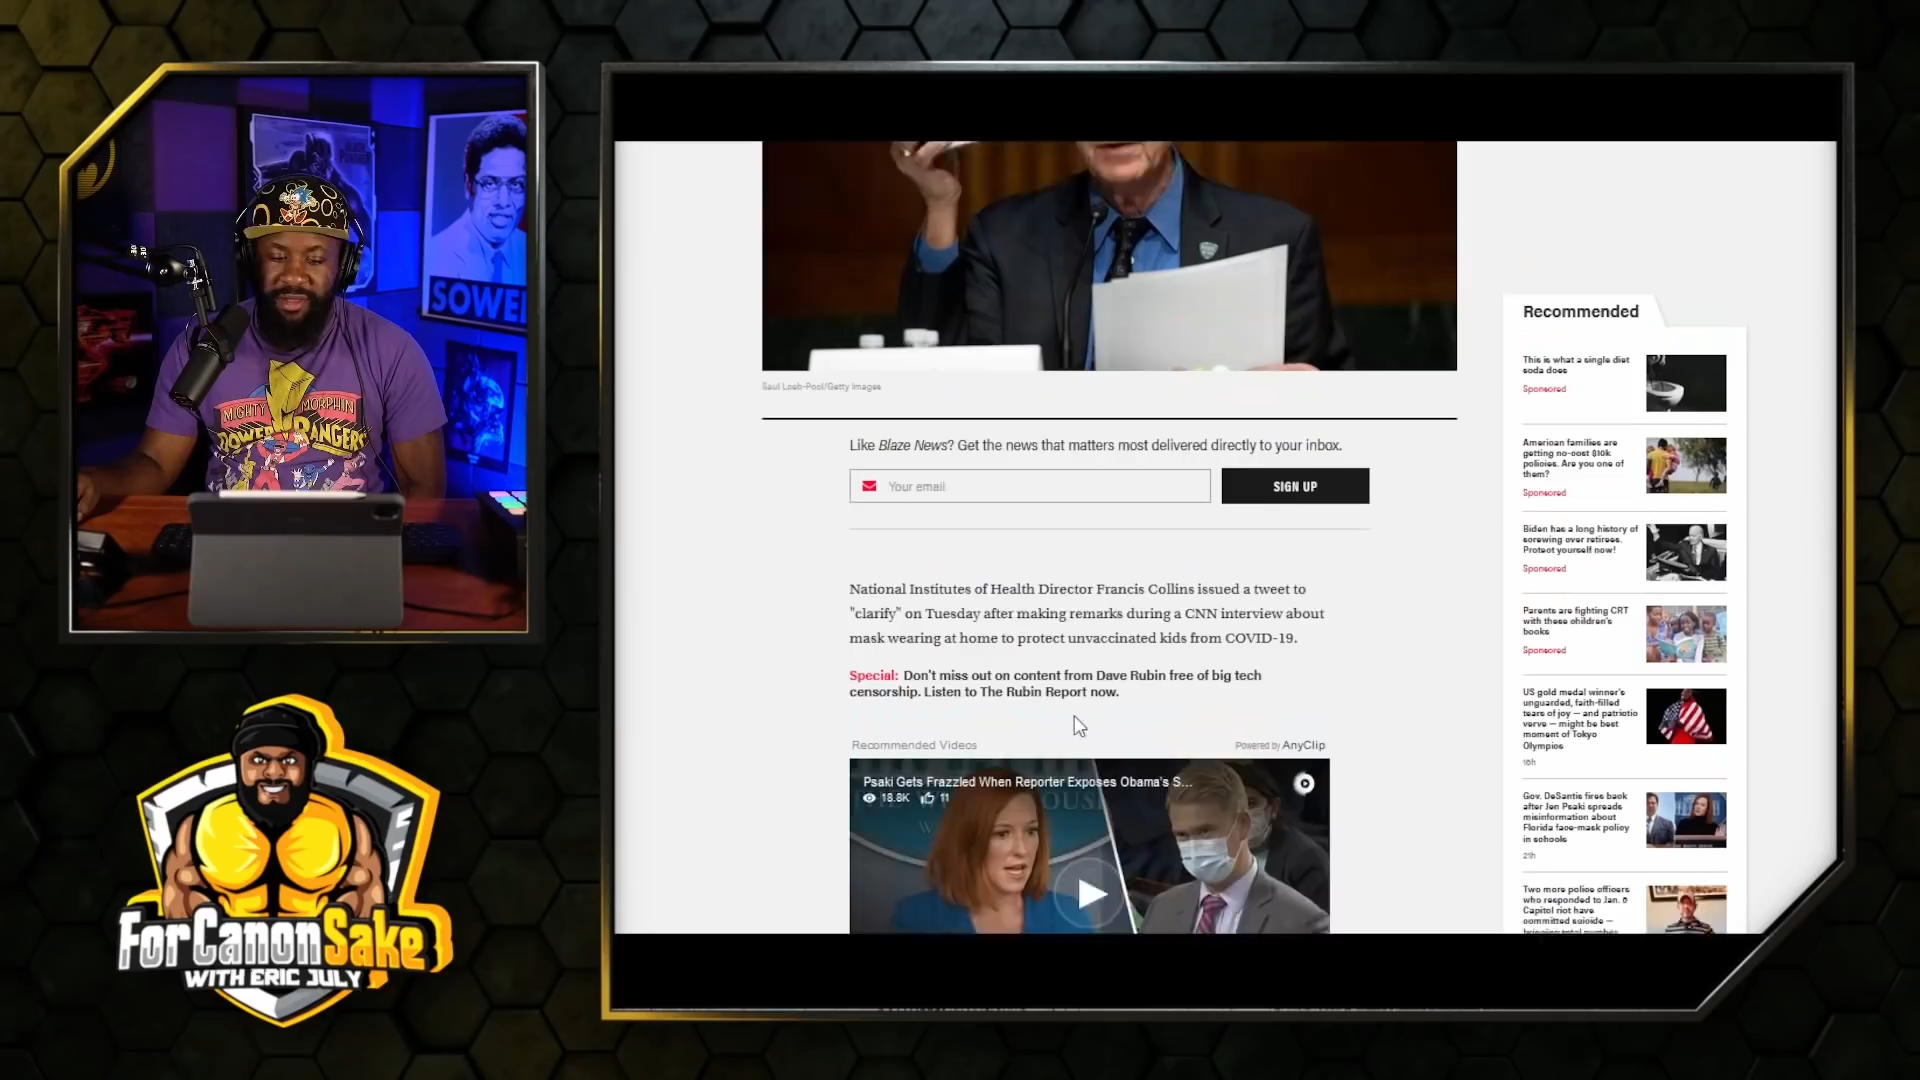 BLACK PANTHER
SOWE
MIGHTY MORPHIN
POWER RANGERS
ForCanonSake
WITH ERIC JULY
Saul Loeb-Pool/Getty Images
Like Blaze News? Get the news that matters most delivered directly to your inbox.
Your email
SIGN UP
National Institutes of Health Director Francis Collins issued a tweet to
"clarify" on Tuesday after making remarks during a CNN interview about
mask wearing at home to protect unvaccinated kids from COVID-19.
Special: Don't miss out on content from Dave Rubin free of big tech
censorship. Listen to The Rubin Report now.
Recommended Videos
Powered by AnyClip
Psaki Gets Frazzled When Reporter Exposes Obama's S...
18.8K 11
Recommended
This is what a single diet
soda does
Sponsored
American families are
getting no-cost $10k
policies. Are you one of
them?
Sponsored
Biden has a long history of
screwing over retirees.
Protect yourself now!
Sponsored
Parents are fighting CRT
with these children's
books
Sponsored
US gold medal winner's
unguarded, faith-filled
tears of joy — and patriotic
verve — might be best
moment of Tokyo
Olympics
18h
Gov. DeSantis fires back
after Jen Psaki spreads
misinformation about
Florida face-mask policy
in schools
21h
Two more police officers
who responded to Jan. 6
Capitol riot have
committed suicide —
bringing total number